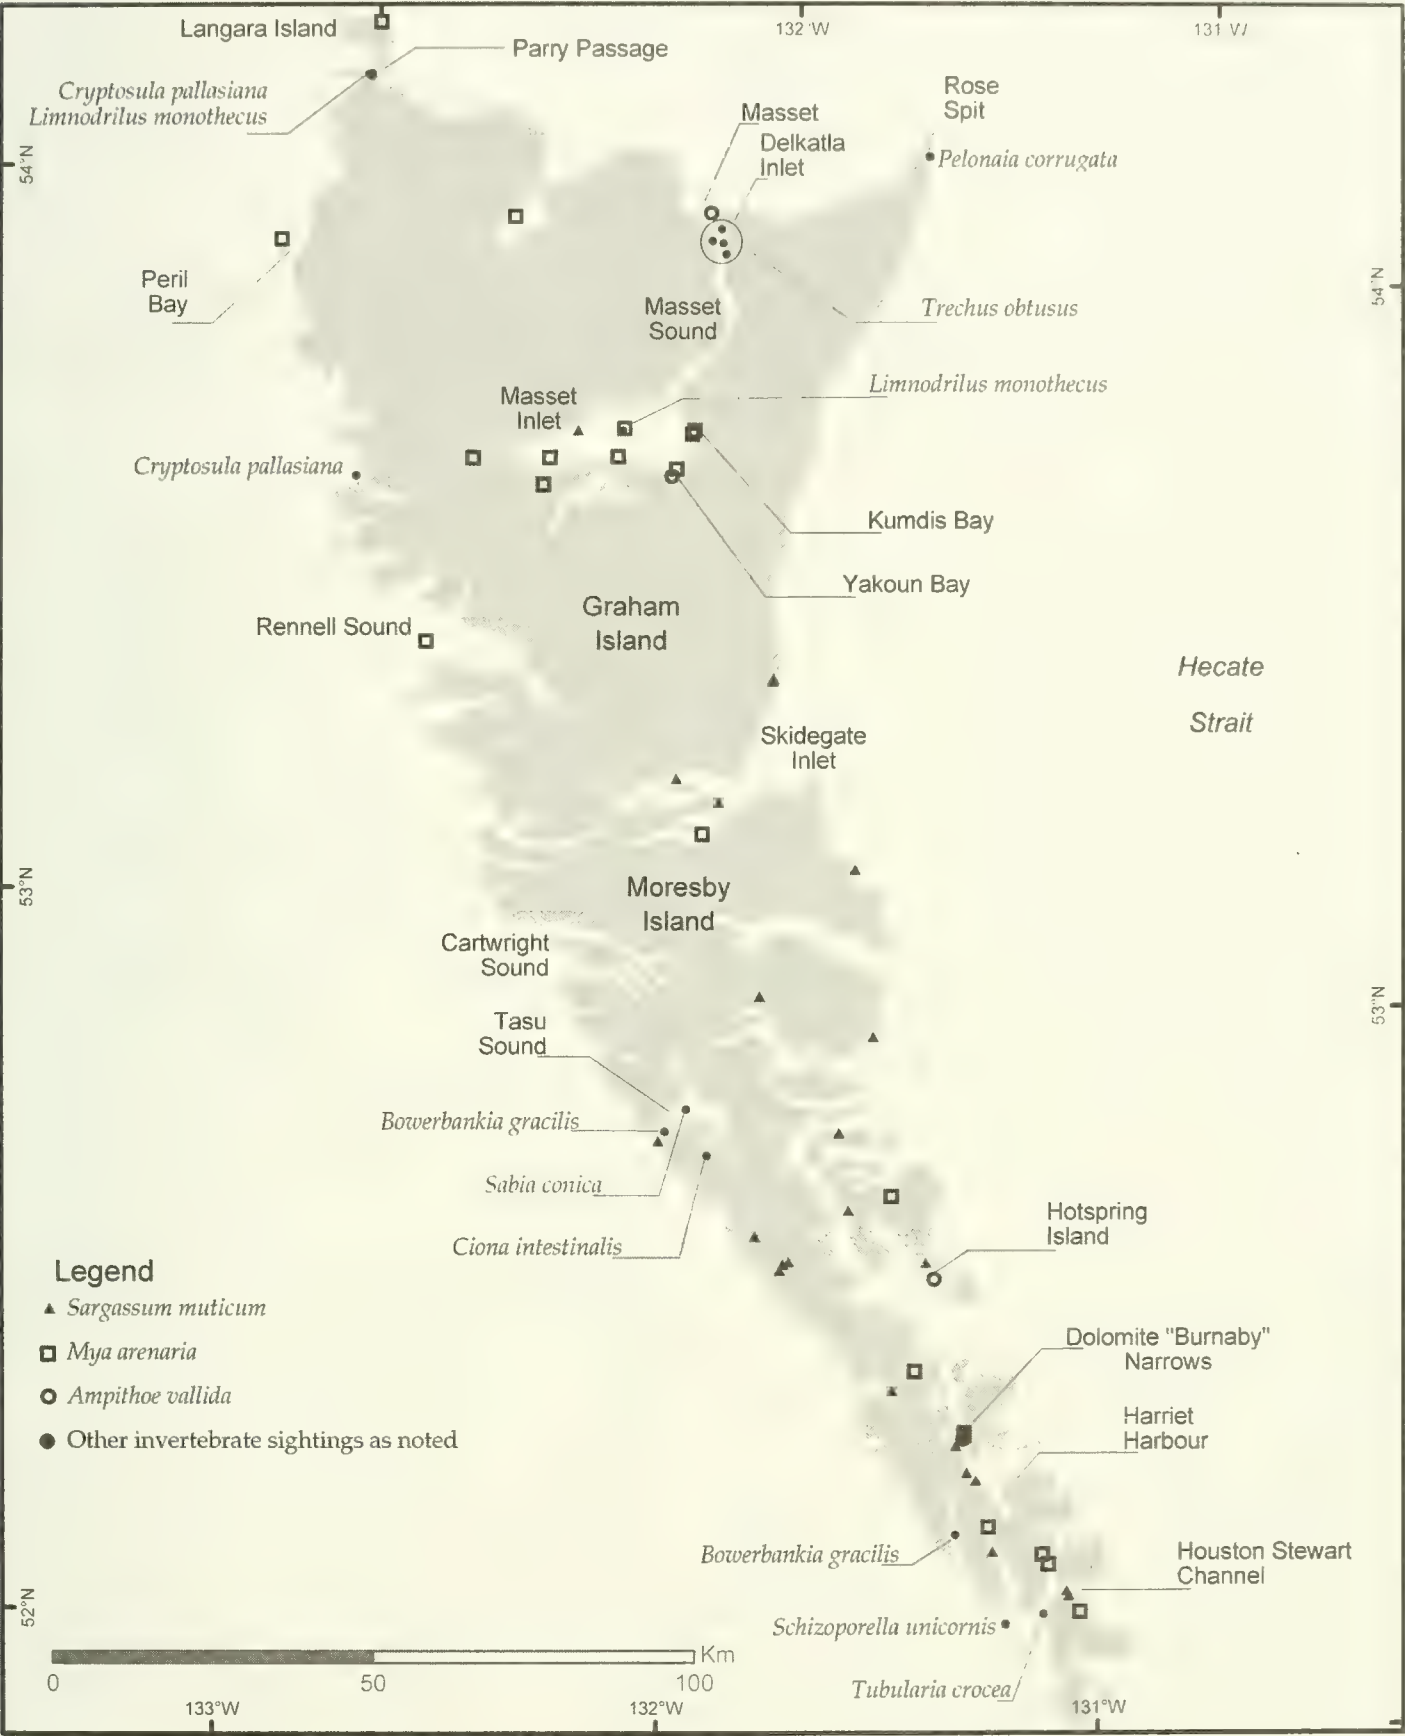 Langara Island
132°W
131 W
Parry Passage
Cryptosula pallasiana
Limnodrilus monothecus
Rose
Spit
Masset
Delkatla
Inlet
54°N
Pelonaia corrugata
Peril
Bay
54°N
Masset
Sound
Trechus obtusus
Limnodrilus monothecus
Masset
Inlet
Cryptosula pallasiana
Kumdis Bay
Yakoun Bay
Graham
Island
Rennell Sound
Hecate
Strait
Skidegate
Inlet
53°N
Moresby
Island
Cartwright
Sound
53°N
Tasu
Sound
Bowerbankia gracilis
Sabia conica
Hotspring
Island
Ciona intestinalis
Legend
Sargassum muticum
Mya arenaria
Ampithoe vallida
Other invertebrate sightings as noted
Dolomite "Burnaby"
Narrows
Harriet
Harbour
Bowerbankia gracilis
Houston Stewart
Channel
52°N
Schizoporella unicornis
Km
0 50 100
Tubularia crocea
133°W
132°W
131°W